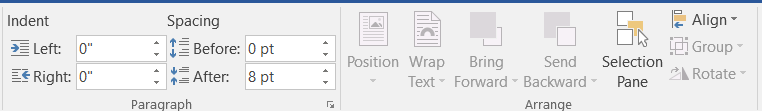 Indent Spacing
Left: 0" Before: 0 pt
Right: 0" After: 8 pt
Paragraph
Position
Wrap Text
Bring Forward
Send Backward
Selection Pane
Align
Group
Rotate
Arrange